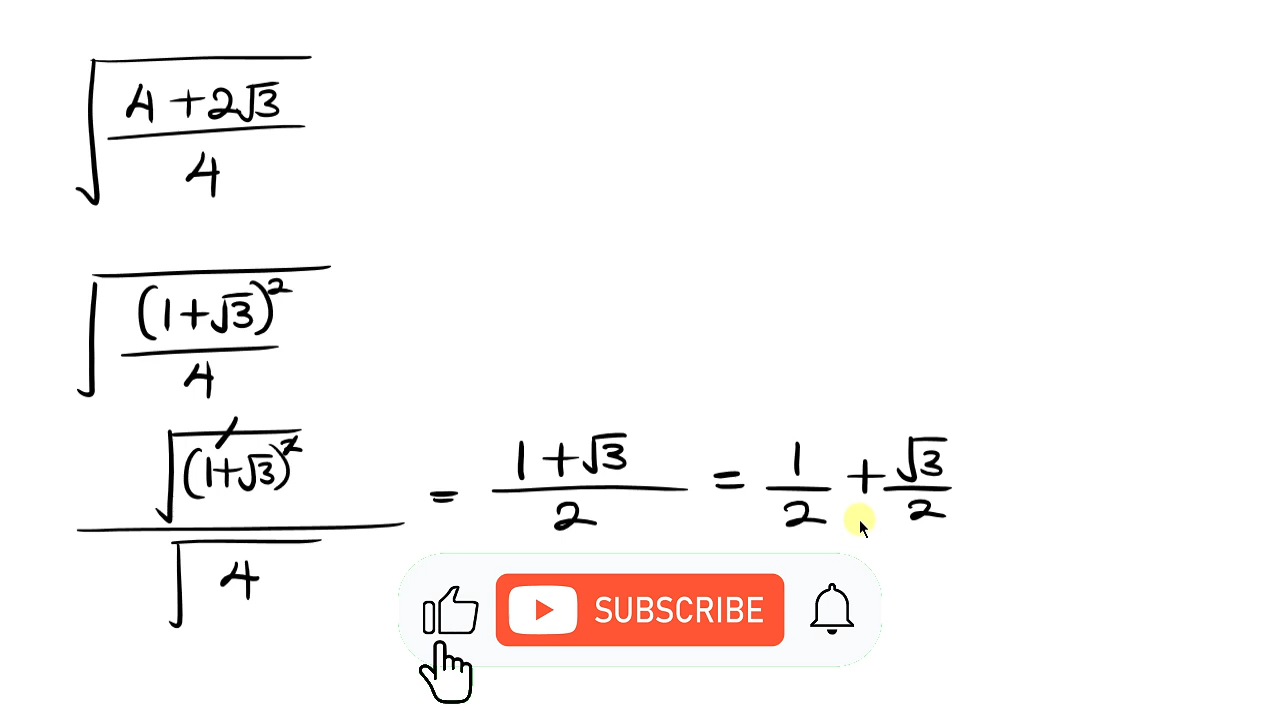 √((4+2√3)/4)
√((1+√3)²/4)
√((1+√3)²)/√4 = (1+√3)/2 = 1/2 + √3/2
SUBSCRIBE